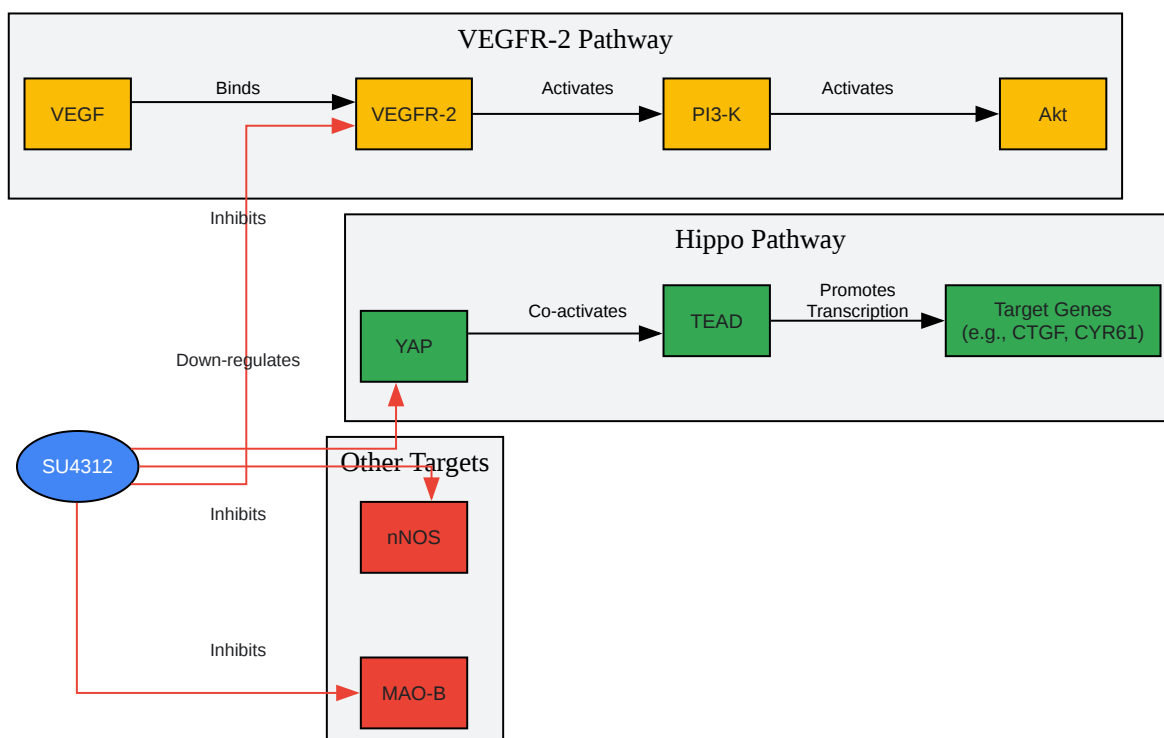 VEGFR-2 Pathway
Binds
Activates
Activates
VEGF
VEGFR-2
PI3-K
Akt
Inhibits
Hippo Pathway
Promotes
Transcription
Co-activates
TEAD
Target Genes
(e.g., CTGF, CYR61)
YAP
Down-regulates
SU4312
Other Targets
Inhibits
nNOS
Inhibits
MAO-B